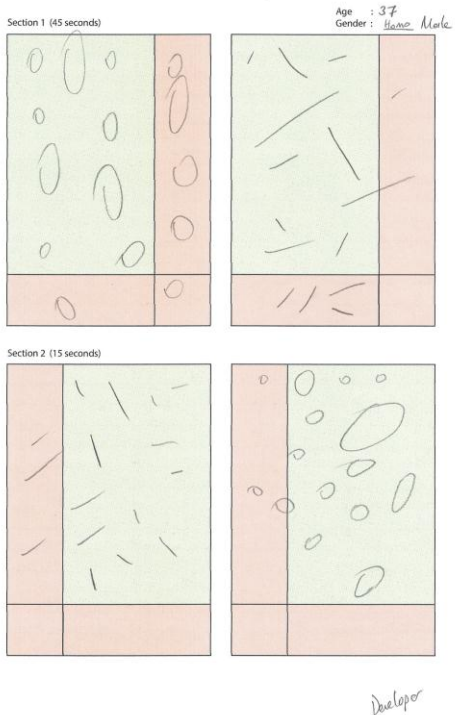 Age : 37
Gender : Homo Male
Section 1 (45 seconds)
Section 2 (15 seconds)
Developer